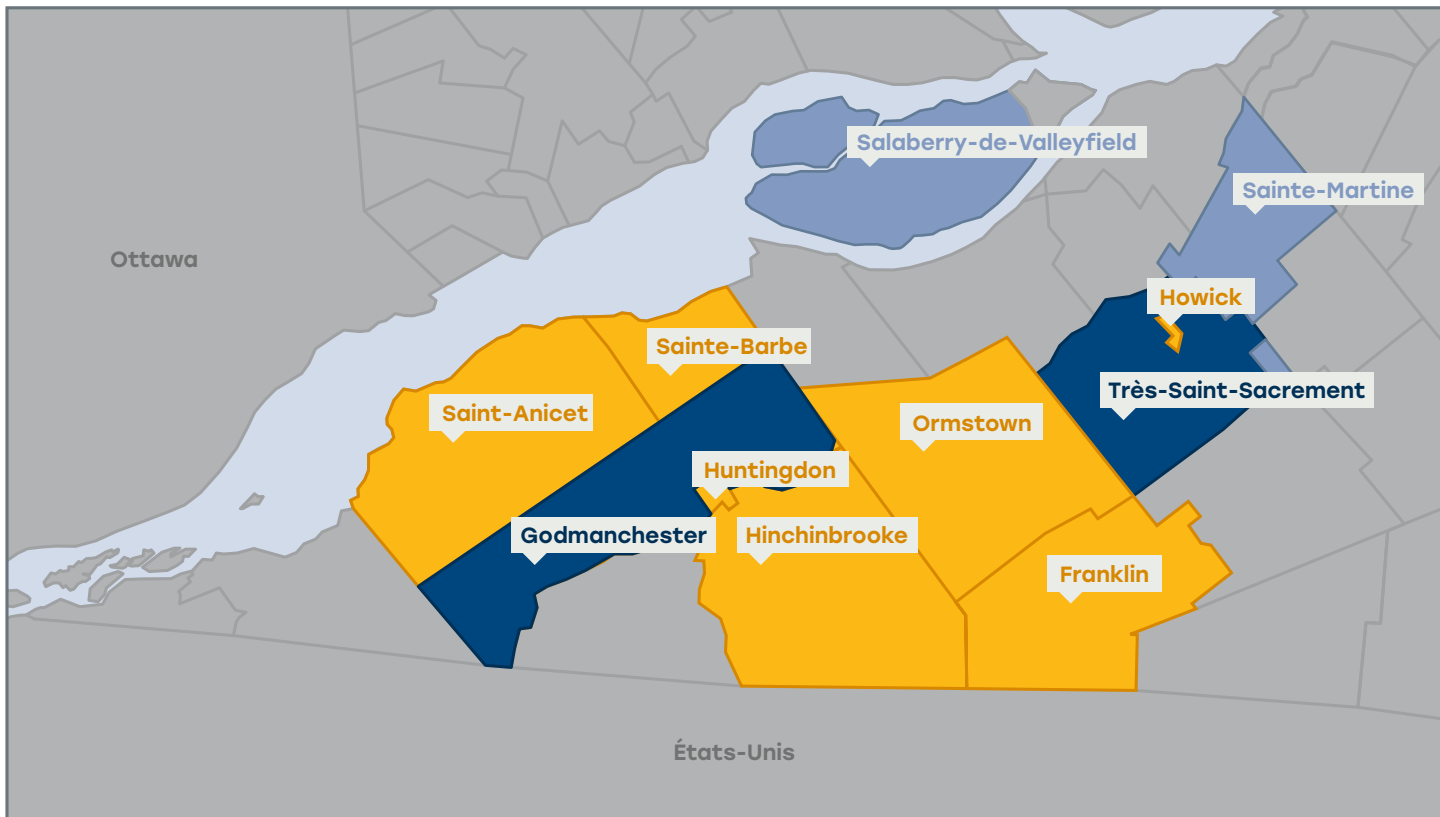 Salaberry-de-Valleyfield
Sainte-Martine
Ottawa
Howick
Sainte-Barbe
Très-Saint-Sacrement
Saint-Anicet
Ormstown
Huntingdon
Godmanchester
Hinchinbrooke
Franklin
États-Unis